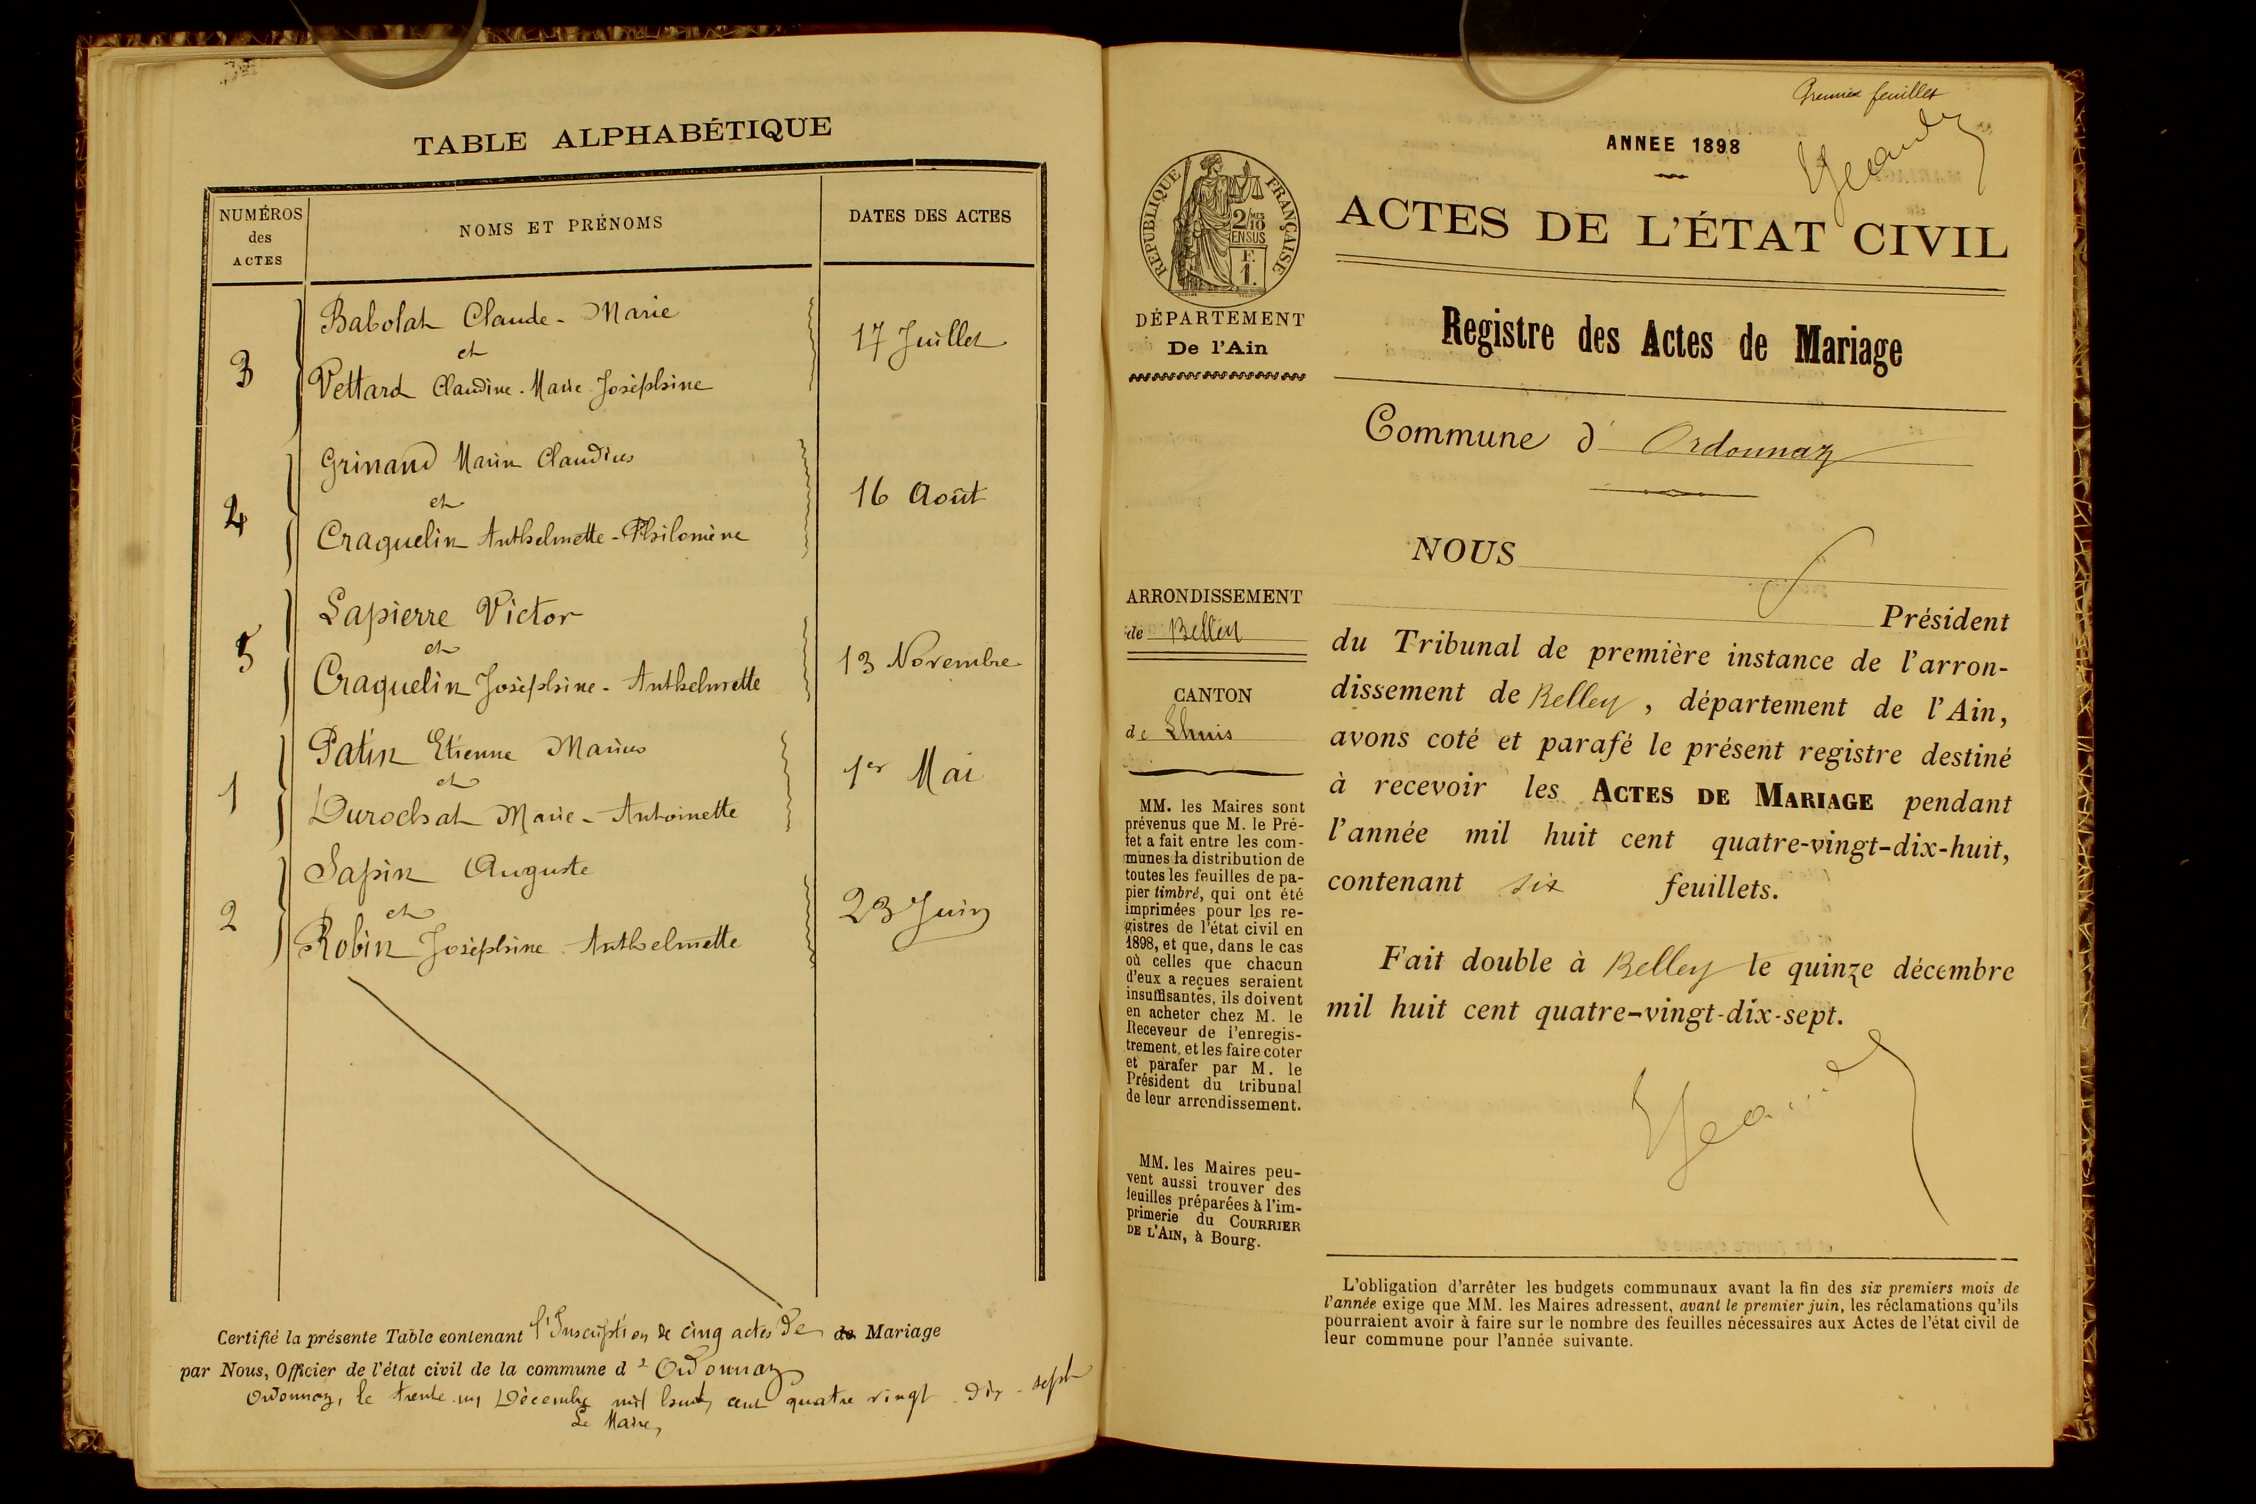 TABLE ALPHABÉTIQUE
NUMÉROS
des
ACTES
NOMS ET PRÉNOMS
DATES DES ACTES
Babolat Claude-Marie
3
et
17 Juillet
Vettard Claudine-Marie Joséphine
Grinand Marin Claudius
4
et
16 Août
Craquelin Anthelmette-Philomène
Lapierre Victor
5
et
13 Novembre
Craquelin Joséphine-Anthelmette
Patin Etienne Marius
1
et
1er Mai
Durochat Marie-Antoinette
Sapin Auguste
2
et
23 Juin
Robin Joséphine Anthelmette
Certifié la présente Table contenant l'Inscription de cinq actes de de Mariage
par Nous, Officier de l'état civil de la commune d'Ordonnaz
Ordonnaz, le trente-un Décembre mil huit cent quatre vingt-dix-sept
Le Maire,
Premier feuillet
ANNEE 1898
RÉPUBLIQUE FRANÇAISE
2/10 MES
EN SUS
F.
1.
DÉPARTEMENT
De l'Ain
ARRONDISSEMENT
de Belley
CANTON
de Lhuis
MM. les Maires sont
prévenus que M. le Pré-
fet a fait entre les com-
munes la distribution de
toutes les feuilles de pa-
pier timbré, qui ont été
imprimées pour les re-
gistres de l'état civil en
1898, et que, dans le cas
où celles que chacun
d'eux a reçues seraient
insuffisantes, ils doivent
en acheter chez M. le
Receveur de l'enregis-
trement, et les faire coter
et parafer par M. le
Président du tribunal
de leur arrondissement.
MM. les Maires peu-
vent aussi trouver des
feuilles préparées à l'im-
primerie du COURRIER
DE L'AIN, à Bourg.
ACTES DE L'ÉTAT CIVIL
Registre des Actes de Mariage
Commune d'Ordonnaz
NOUS
Président
du Tribunal de première instance de l'arron-
dissement de Belley, département de l'Ain,
avons coté et parafé le présent registre destiné
à recevoir les ACTES DE MARIAGE pendant
l'année mil huit cent quatre-vingt-dix-huit,
contenant six feuillets.
Fait double à Belley le quinze décembre
mil huit cent quatre-vingt-dix-sept.
L'obligation d'arrêter les budgets communaux avant la fin des six premiers mois de
l'année exige que MM. les Maires adressent, avant le premier juin, les réclamations qu'ils
pourraient avoir à faire sur le nombre des feuilles nécessaires aux Actes de l'état civil de
leur commune pour l'année suivante.